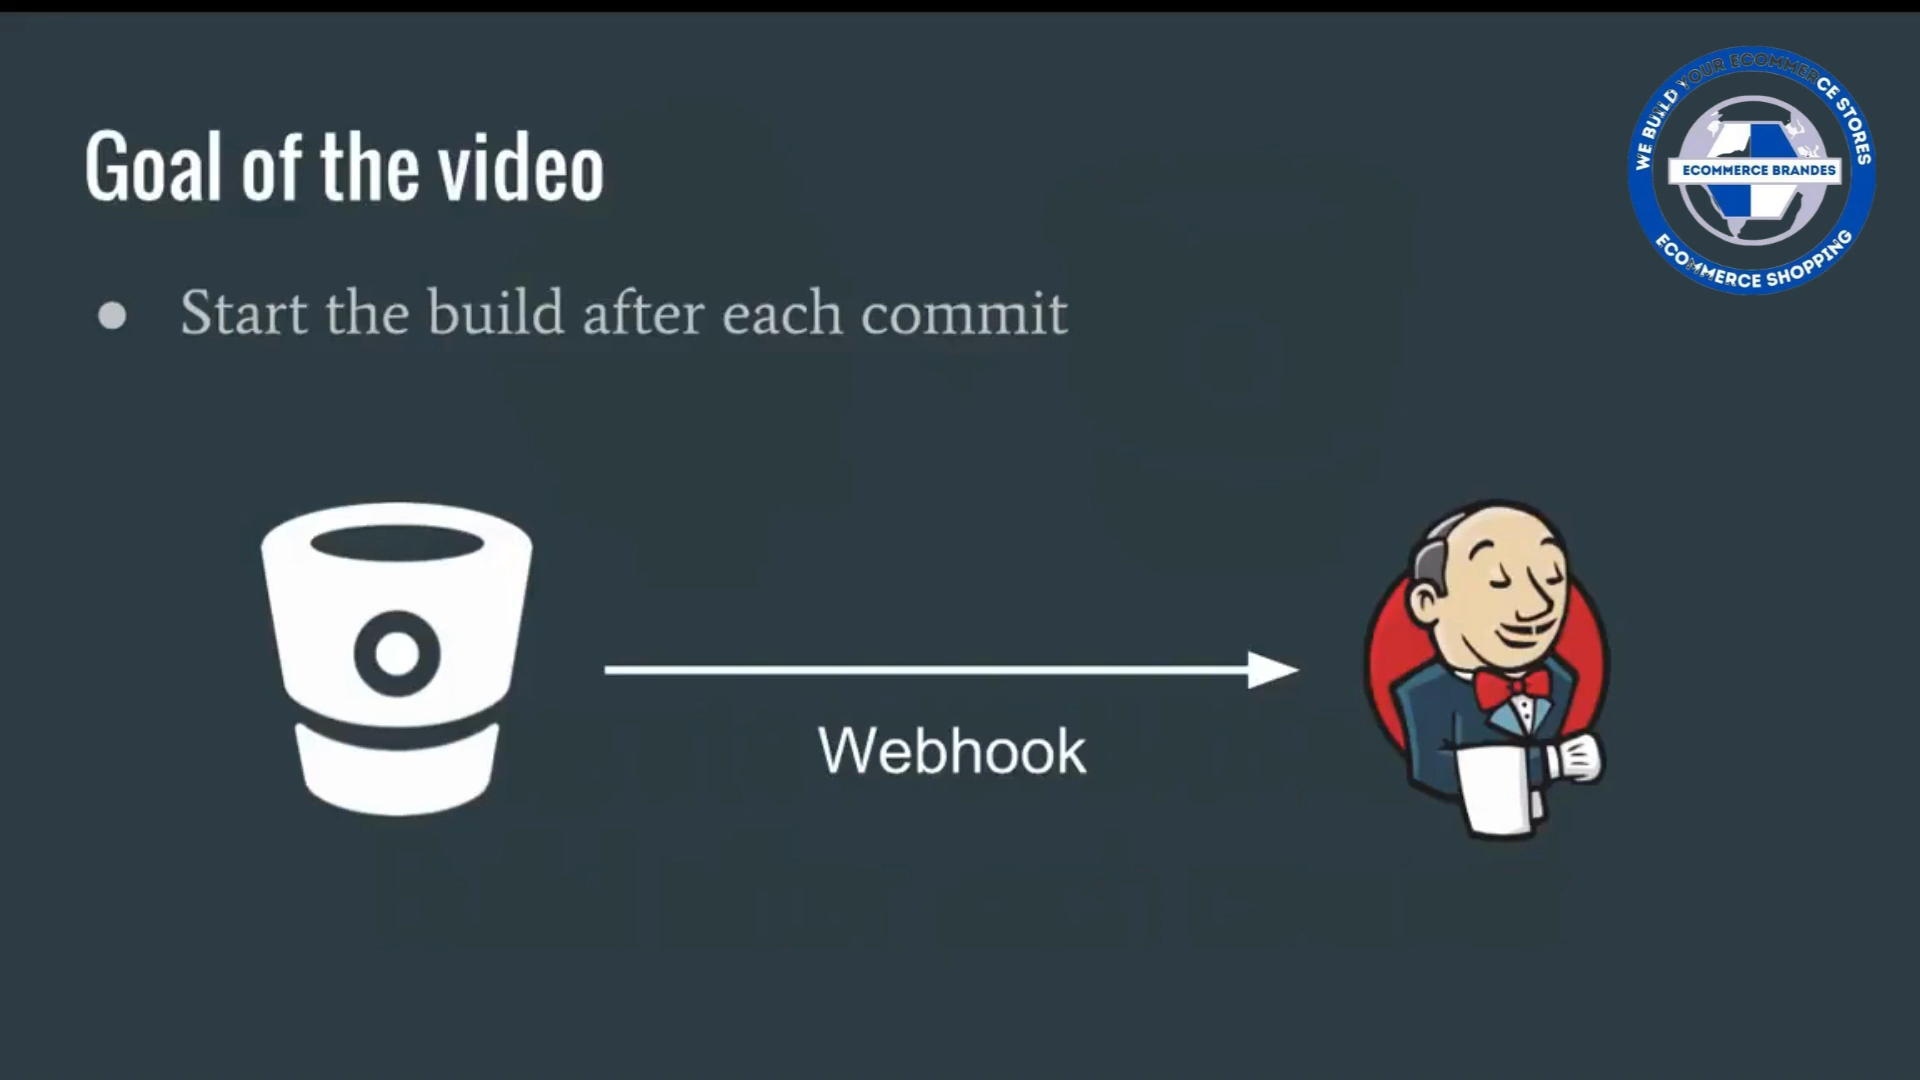 Goal of the video
WE BUILD YOUR ECOMMERCE STORES
ECOMMERCE BRANDES
ECOMMERCE SHOPPING
Start the build after each commit
Webhook